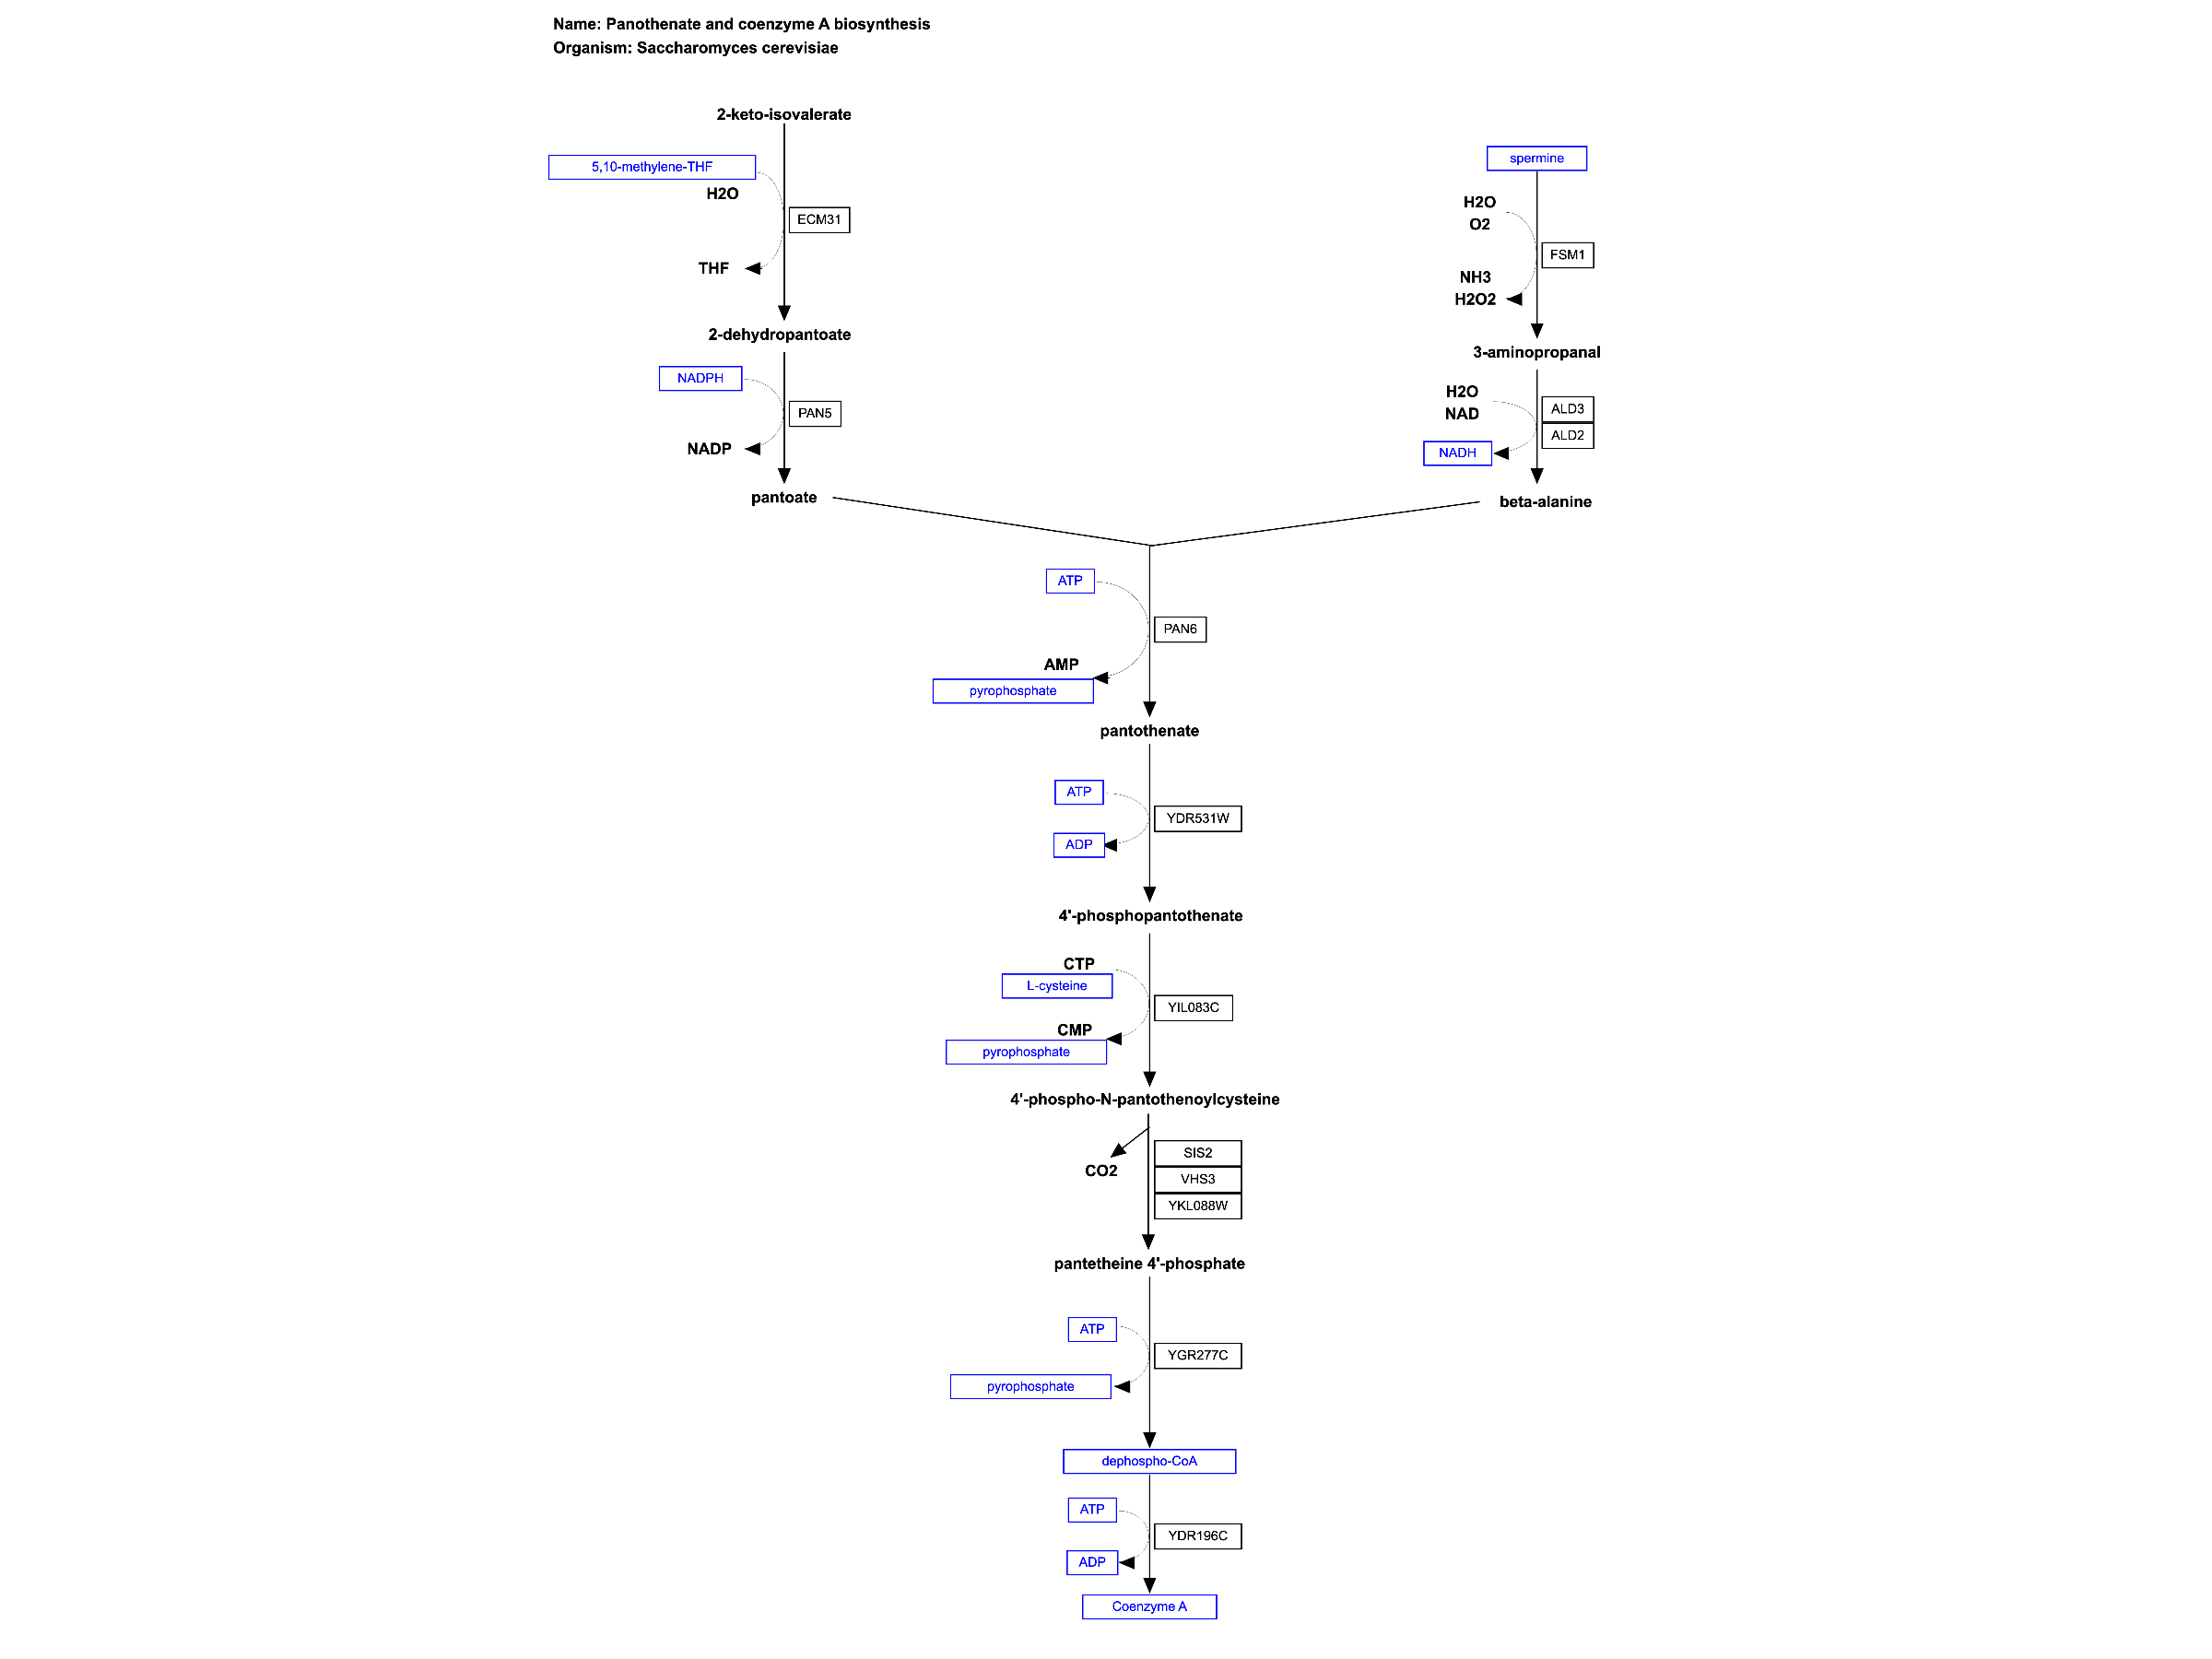 Name: Panothenate and coenzyme A biosynthesis
Organism: Saccharomyces cerevisiae
2-keto-isovalerate
5,10-methylene-THF
H2O
ECM31
THF
2-dehydropantoate
NADPH
PAN5
NADP
pantoate
spermine
H2O
O2
FSM1
NH3
H2O2
3-aminopropanal
H2O
NAD
ALD3
ALD2
NADH
beta-alanine
ATP
PAN6
AMP
pyrophosphate
pantothenate
ATP
YDR531W
ADP
4'-phosphopantothenate
CTP
L-cysteine
YIL083C
CMP
pyrophosphate
4'-phospho-N-pantothenoylcysteine
CO2
SIS2
VHS3
YKL088W
pantetheine 4'-phosphate
ATP
YGR277C
pyrophosphate
dephospho-CoA
ATP
YDR196C
ADP
Coenzyme A